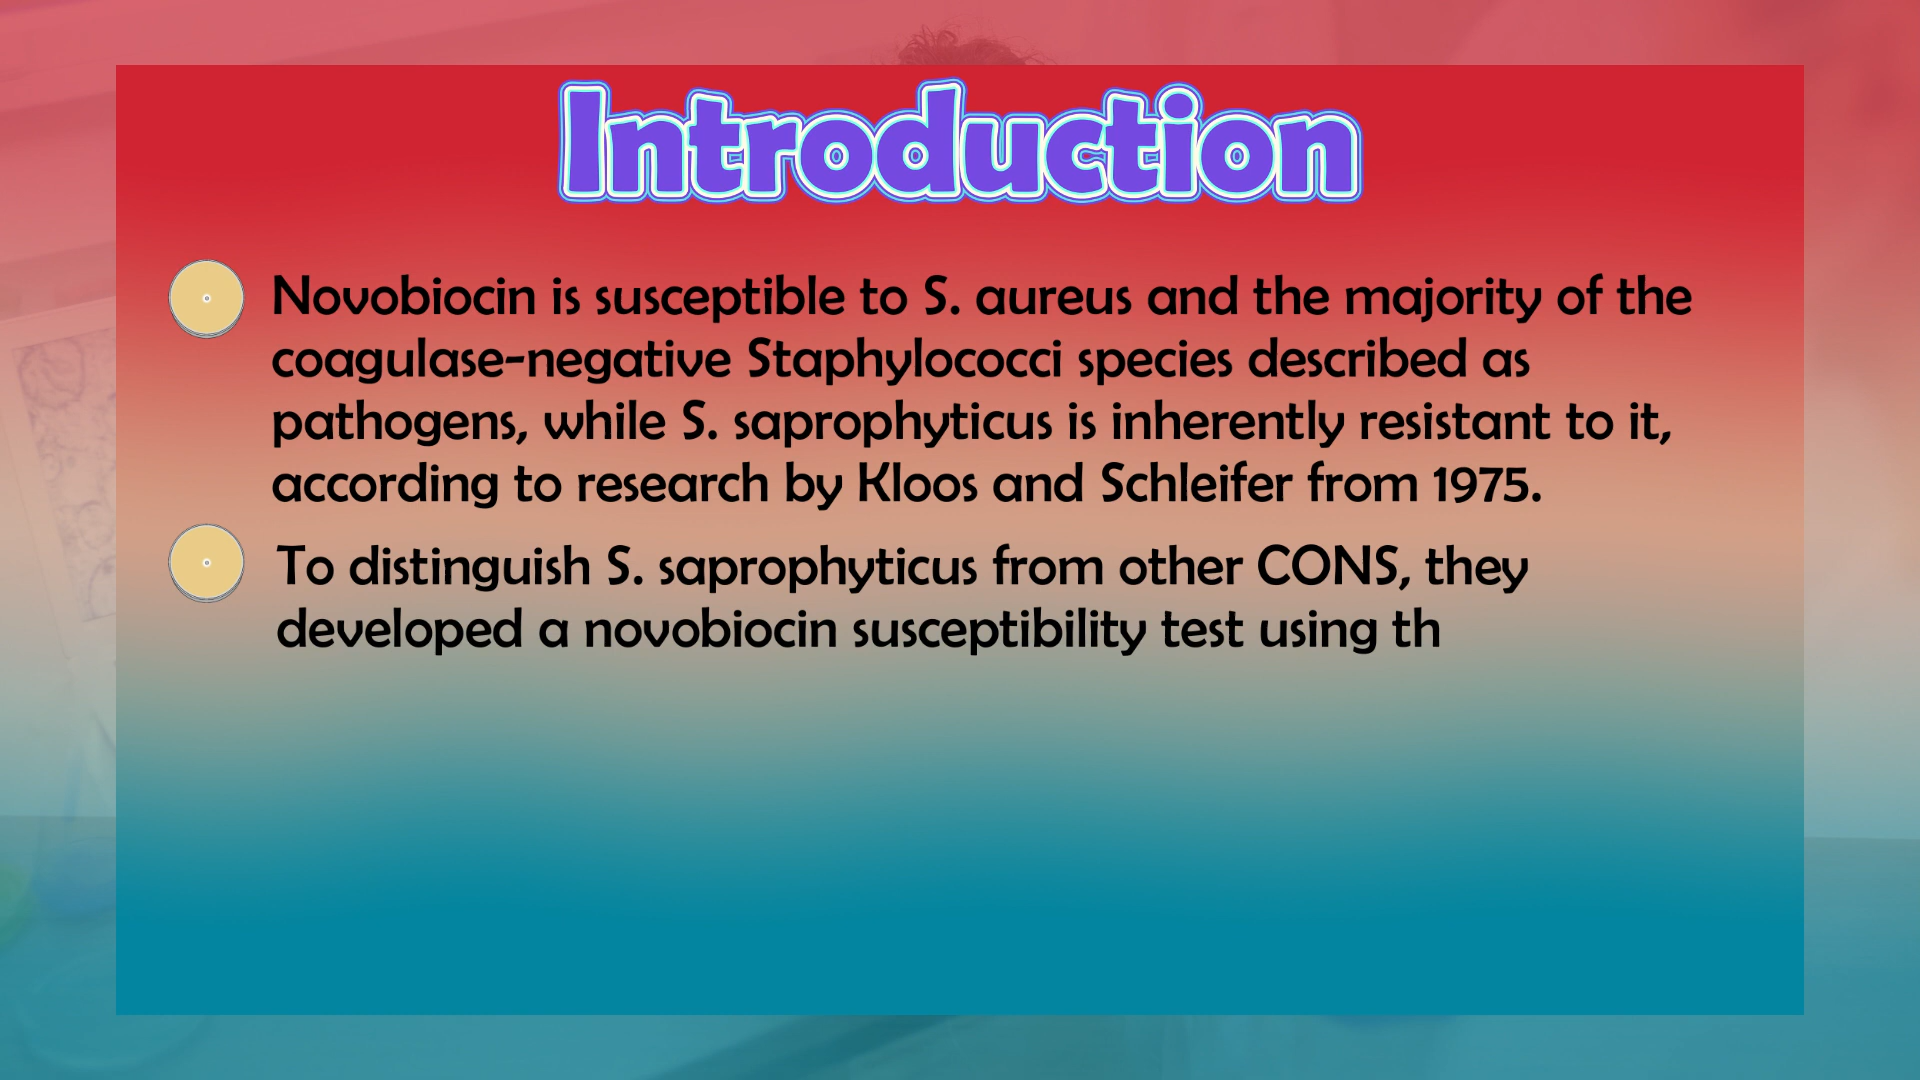 Introduction
Novobiocin is susceptible to S. aureus and the majority of the
coagulase-negative Staphylococci species described as
pathogens, while S. saprophyticus is inherently resistant to it,
according to research by Kloos and Schleifer from 1975.
To distinguish S. saprophyticus from other CONS, they
developed a novobiocin susceptibility test using th